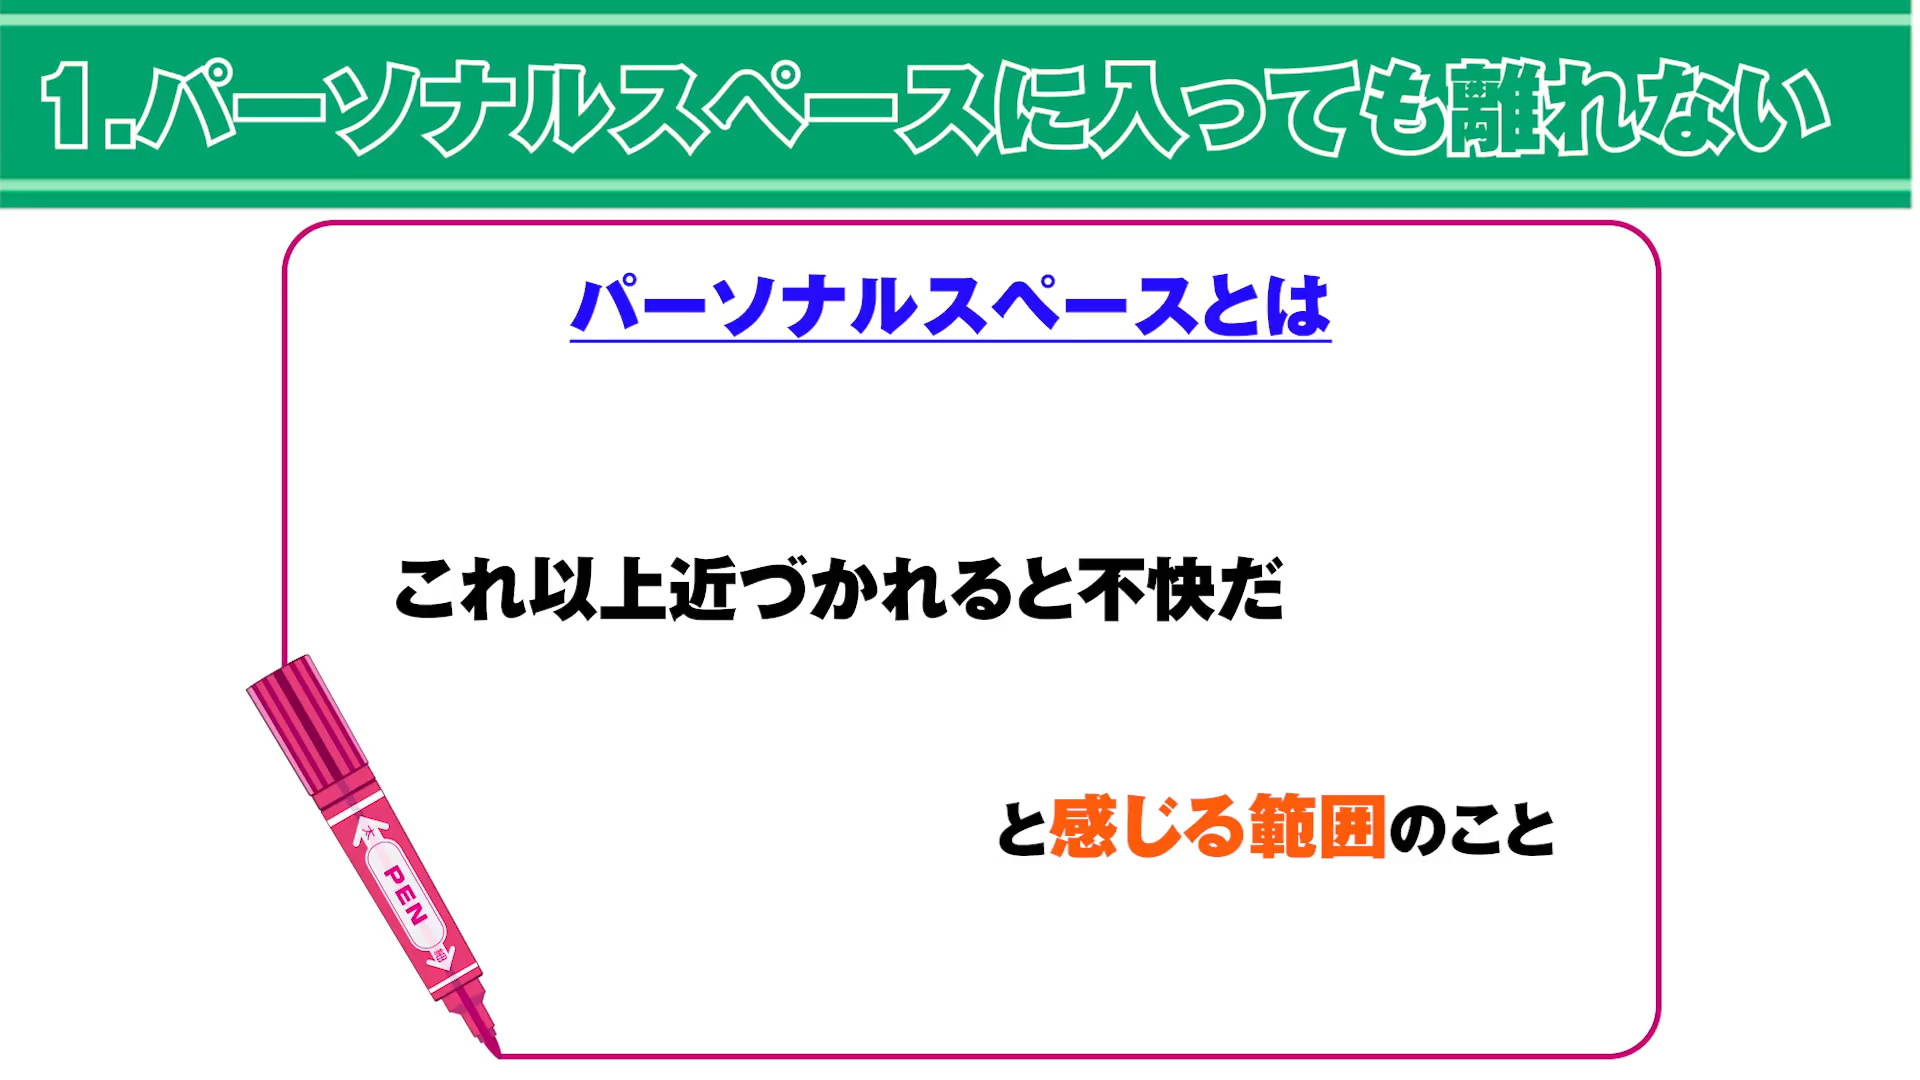 1.パーソナルスペースに入っても離れない
パーソナルスペースとは
これ以上近づかれると不快だ
と感じる範囲のこと
太
PEN
細